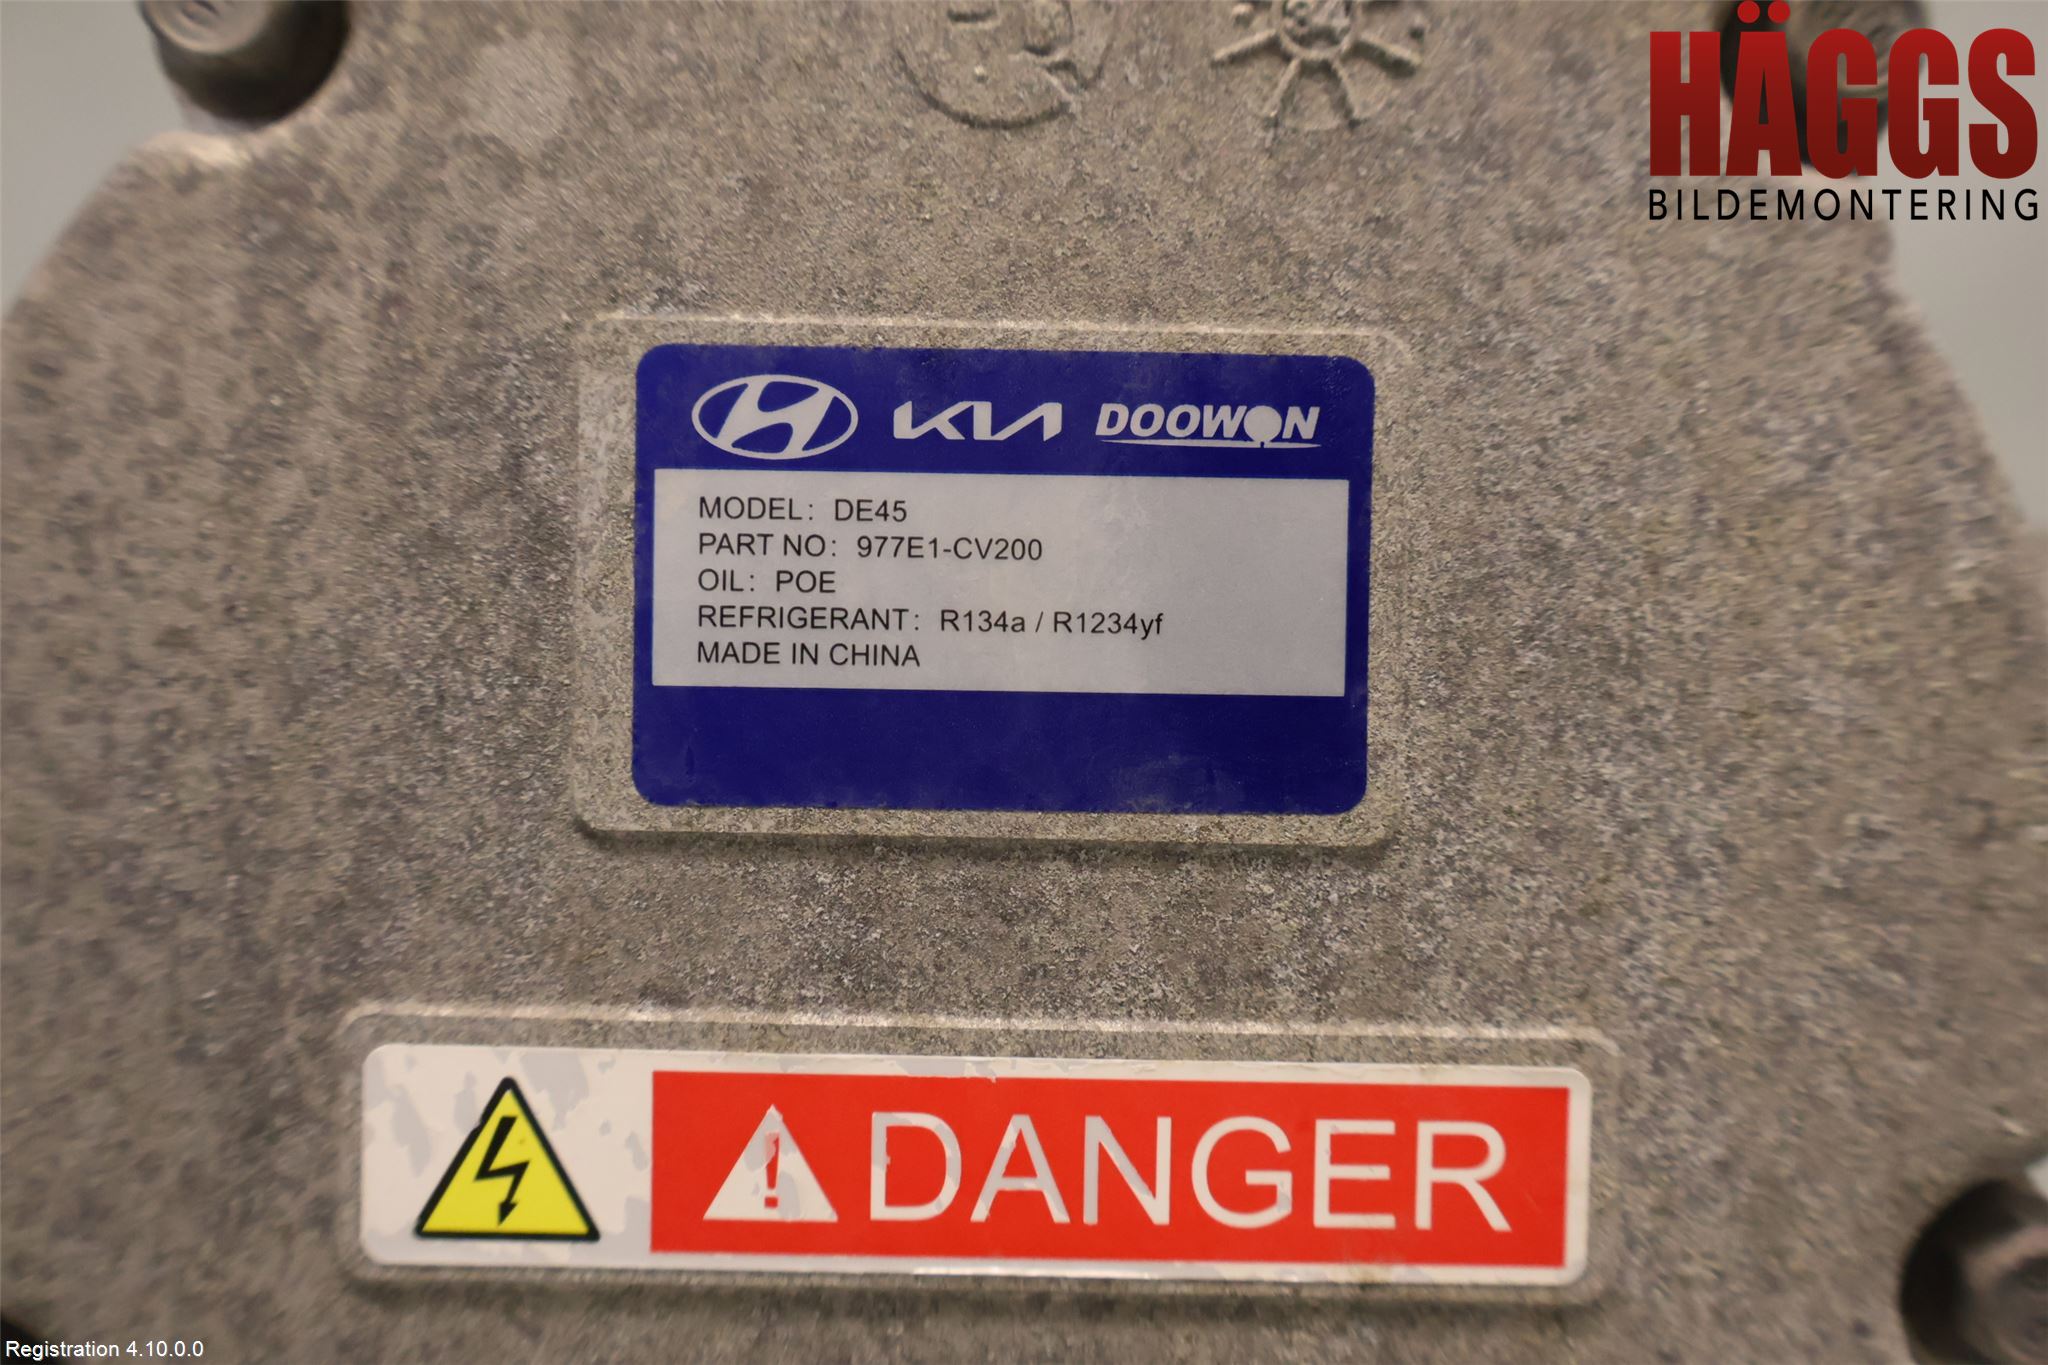 HÄGGS
BILDEMONTERING
KIA DOOWON
MODEL: DE45
PART NO: 977E1-CV200
OIL: POE
REFRIGERANT: R134a / R1234yf
MADE IN CHINA
DANGER
Registration 4.10.0.0